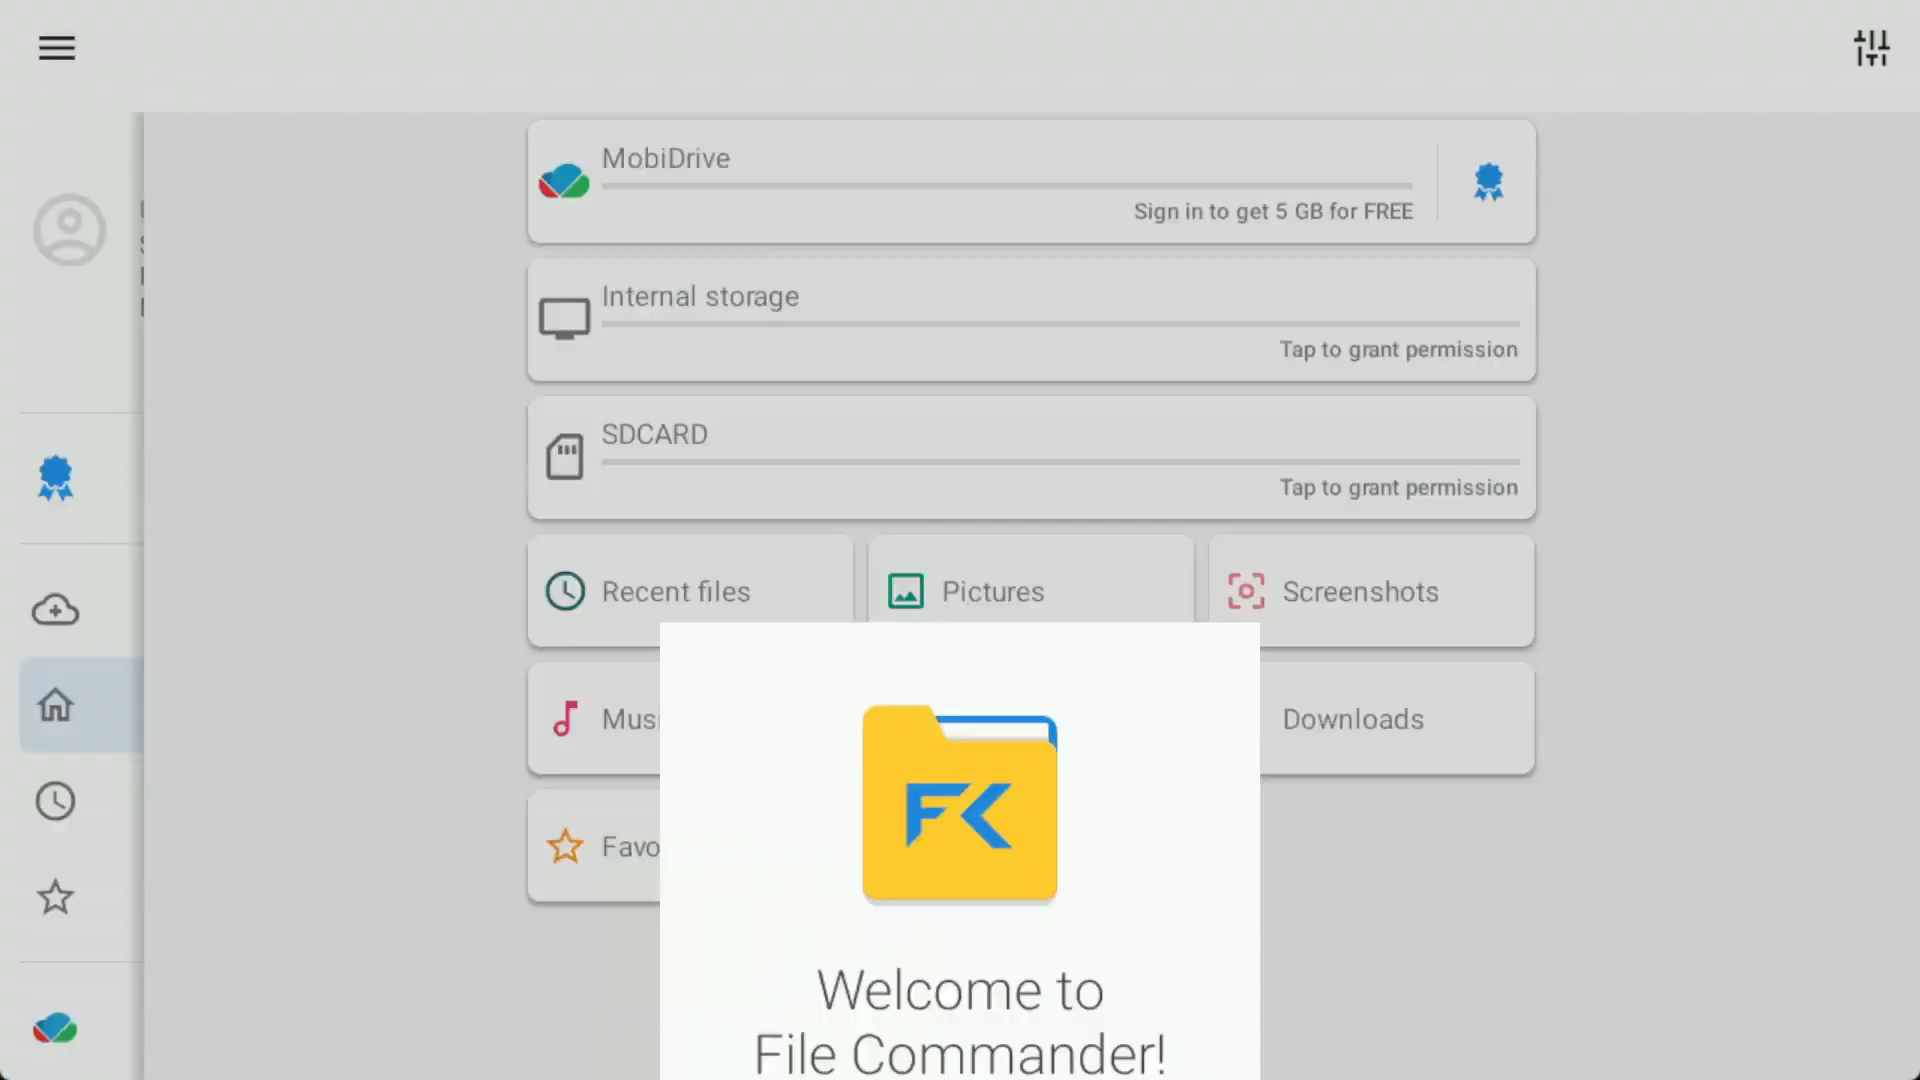 MobiDrive
Sign in to get 5 GB for FREE
Internal storage
Tap to grant permission
SDCARD
Tap to grant permission
Recent files
Pictures
Screenshots
Downloads
FK
Welcome to
File Commander!